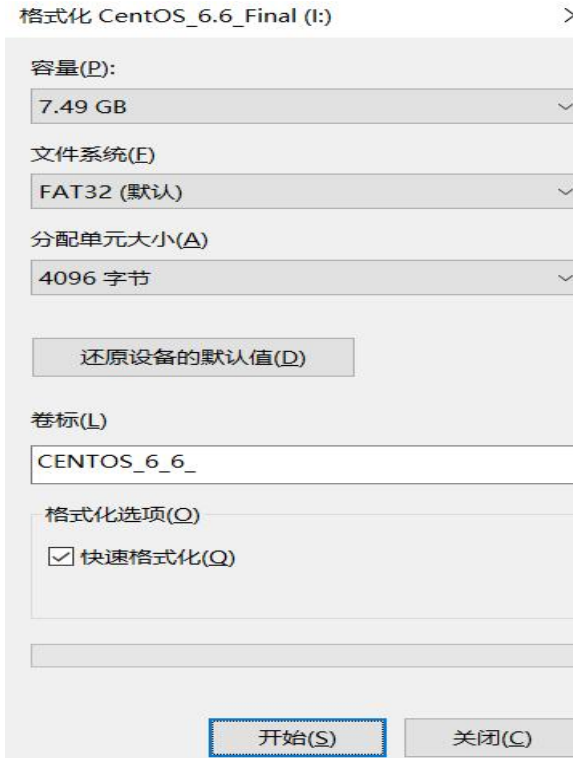 格式化 CentOS_6.6_Final (I:)
容量(P):
7.49 GB
文件系统(F)
FAT32 (默认)
分配单元大小(A)
4096 字节
还原设备的默认值(D)
卷标(L)
CENTOS_6_6_
格式化选项(O)
快速格式化(Q)
开始(S)
关闭(C)